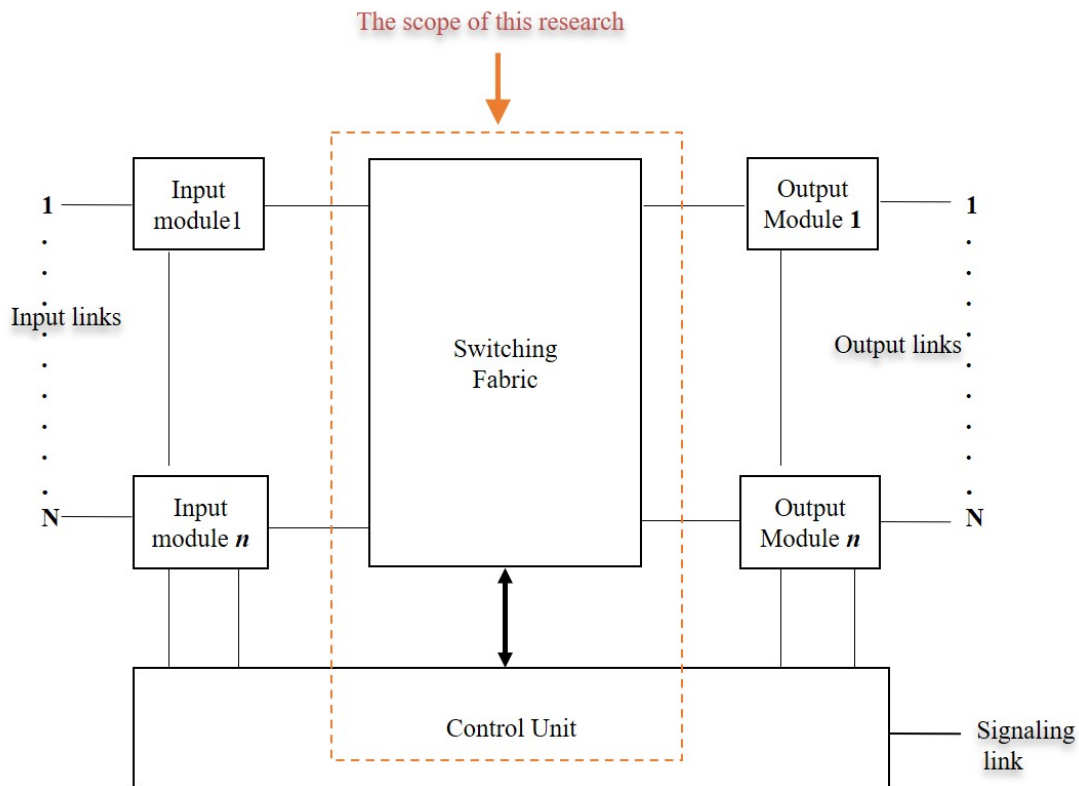 The scope of this research
Input
module1
Output
Module 1
1
1
Input links
Switching
Fabric
Output links
Input
module n
Output
Module n
N
N
Control Unit
Signaling
link